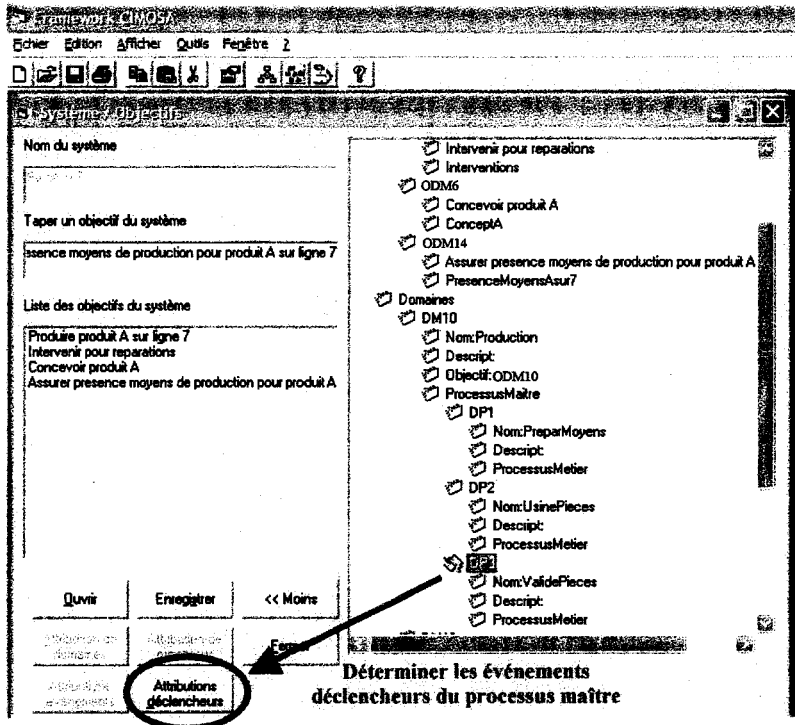 Framework CIMOSA
Fichier Edition Afficher Outils Fenêtre ?
Système / Objectifs
Nom du système
Taper un objectif du système
ssence moyens de production pour produit A sur ligne 7
Liste des objectifs du système
Produire produit A sur ligne 7
Intervenir pour reparations
Concevoir produit A
Assurer presence moyens de production pour produit A
Ouvrir
Enregistrer
<< Moins
Fermer
Attributions
déclencheurs
Intervenir pour reparations
Interventions
ODM6
Concevoir produit A
ConceptA
ODM14
Assurer presence moyens de production pour produit A
PresenceMoyensAsur7
Domaines
DM10
Nom:Production
Descript:
Objectif:ODM10
ProcessusMaitre
DP1
Nom:PreparMoyens
Descript:
ProcessusMetier
DP2
Nom:UsinePieces
Descript:
ProcessusMetier
DP3
Nom:ValidePieces
Descript:
ProcessusMetier
Déterminer les événements
déclencheurs du processus maître